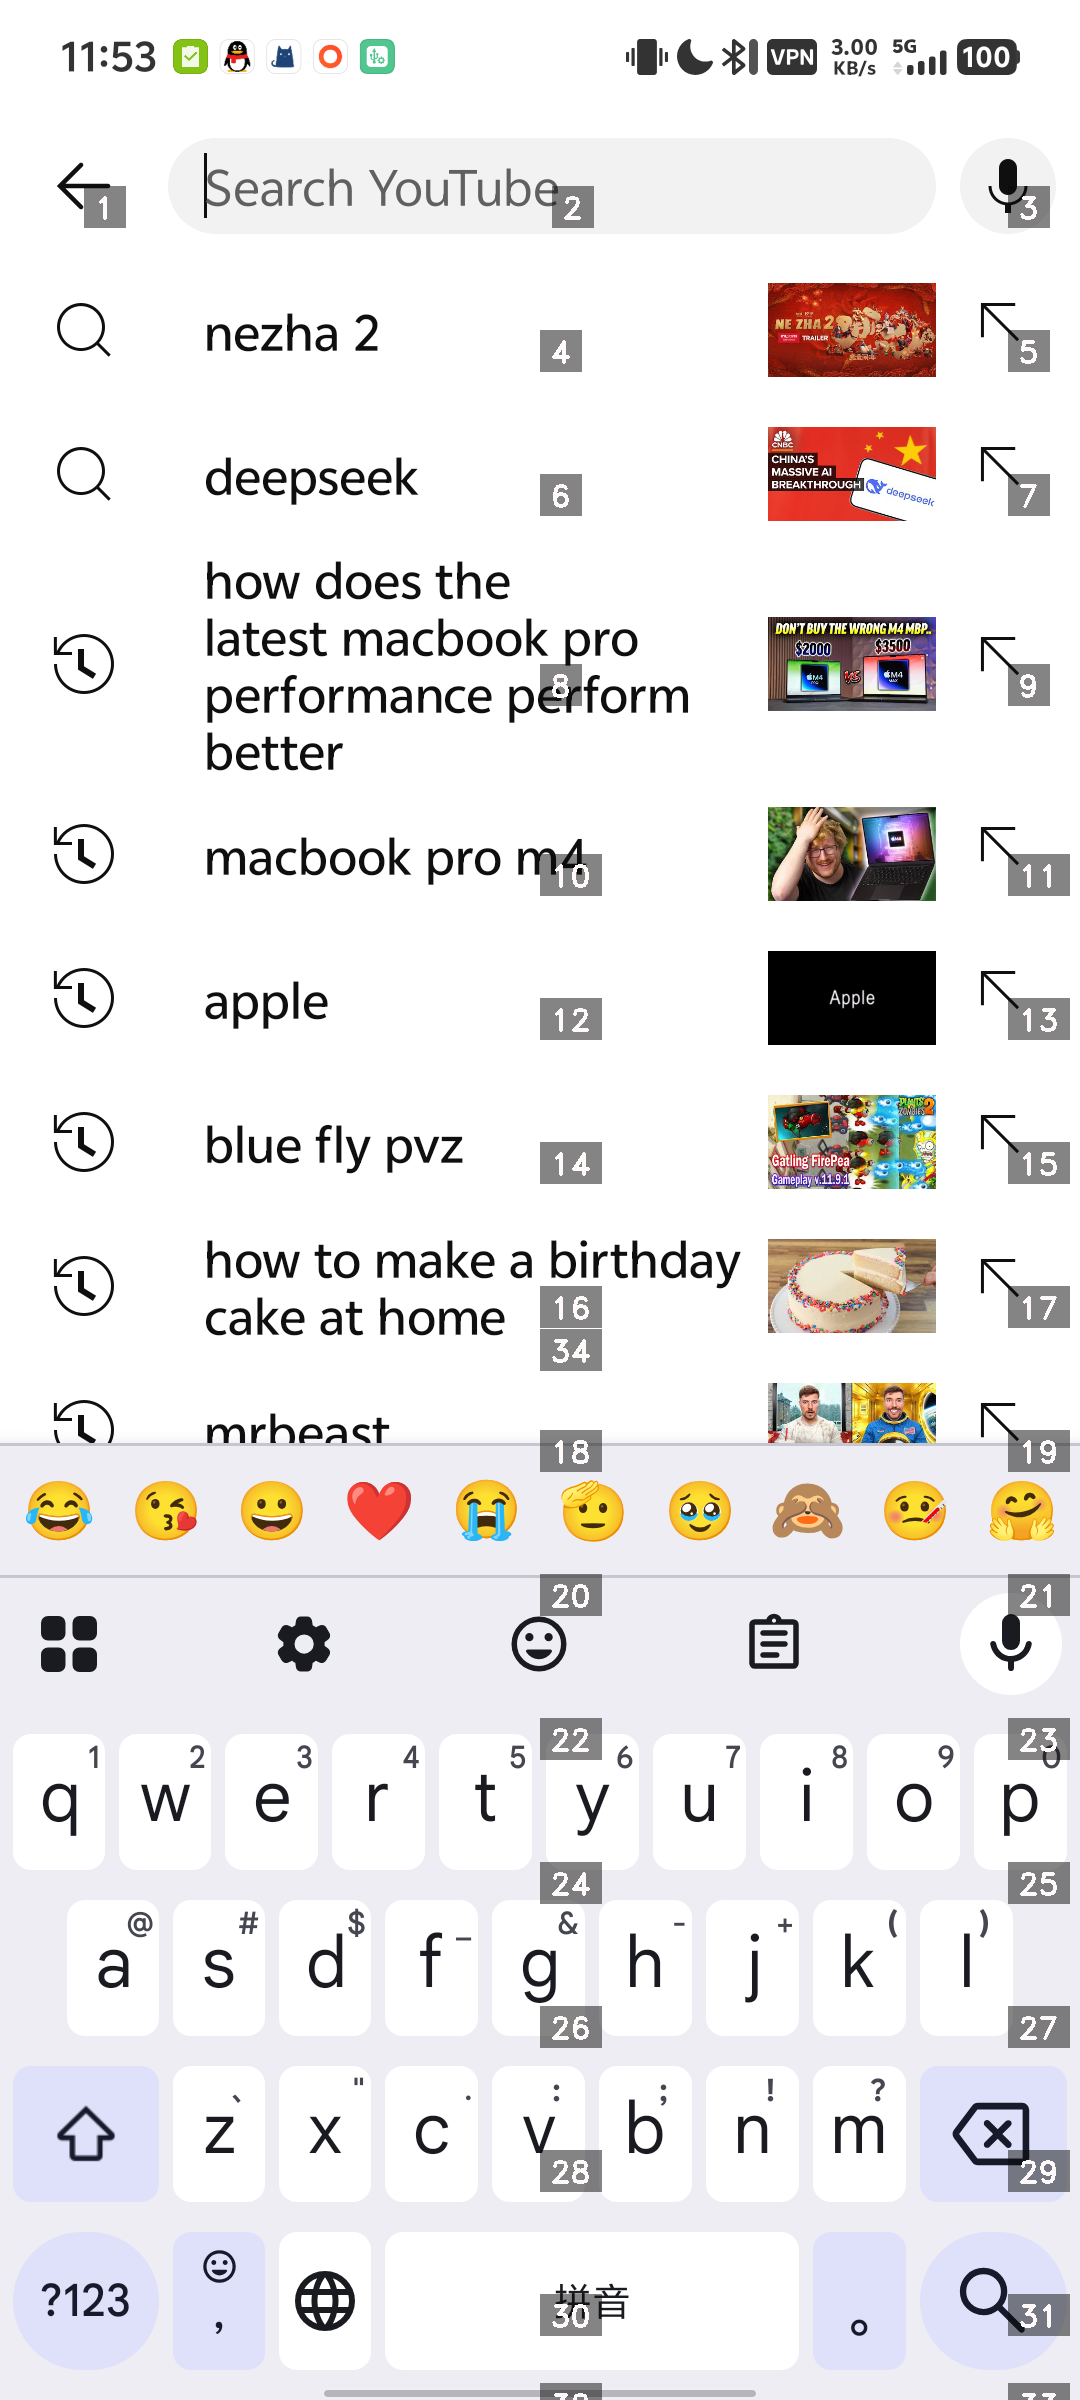 11:53
VPN
3.00
KB/s
5G
100
Search YouTube
1
2
3
nezha 2
NE ZHA 2
TRAILER
4
5
deepseek
CNBC
CHINA'S
MASSIVE AI
BREAKTHROUGH
deepseek
6
7
how does the
latest macbook pro
performance perform
better
DON'T BUY THE WRONG M4 MBP..
$2000
$3500
VS
8
9
macbook pro m4
10
11
apple
Apple
12
13
blue fly pvz
PLANTS
ZOMBIES 2
Gatling FirePea
Gameplay v.11.9.1
14
15
how to make a birthday
cake at home
16
17
34
mrbeast
18
19
20
21
22
23
1 2 3 4 5 6 7 8 9 0
q w e r t y u i o p
24
25
@ # $ _ & - + ( )
a s d f g h j k l
26
27
、 " . : ; ! ?
z x c v b n m
28
29
?123
,
拼音
。
30
31